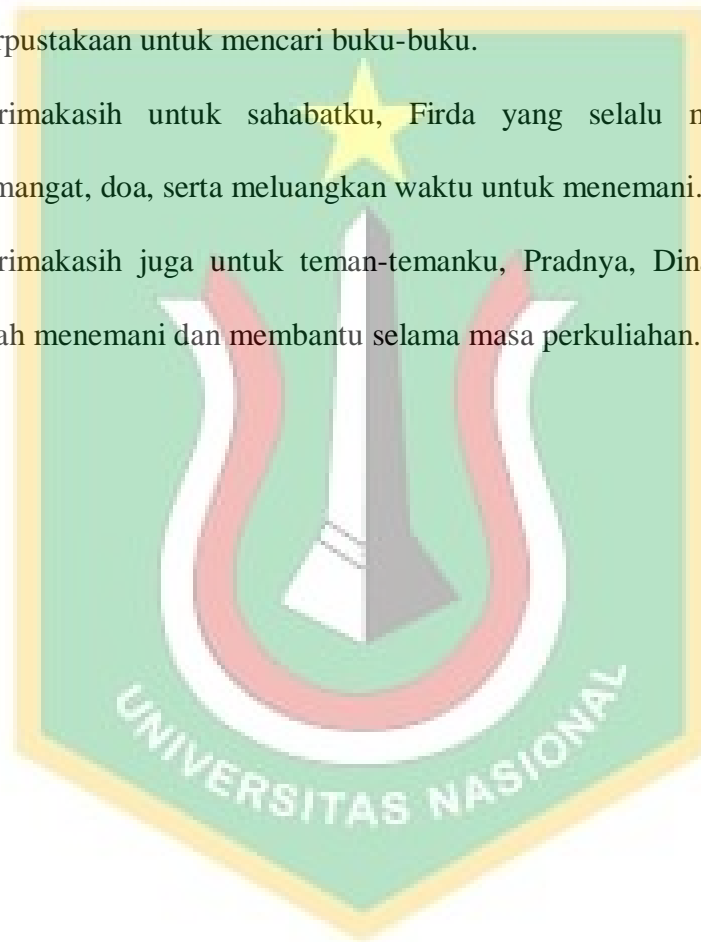 rpustakaan untuk mencari buku-buku.
rimakasih untuk sahabatku, Firda yang selalu m
mangat, doa, serta meluangkan waktu untuk menemani.
rimakasih juga untuk teman-temanku, Pradnya, Din
ah menemani dan membantu selama masa perkuliahan.
UNIVERSITAS NASIONAL